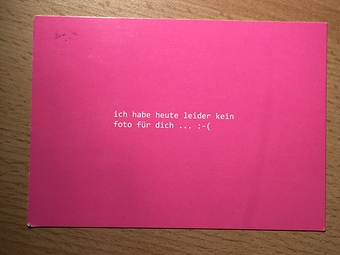 ich habe heute leider kein
foto für dich ... :-(